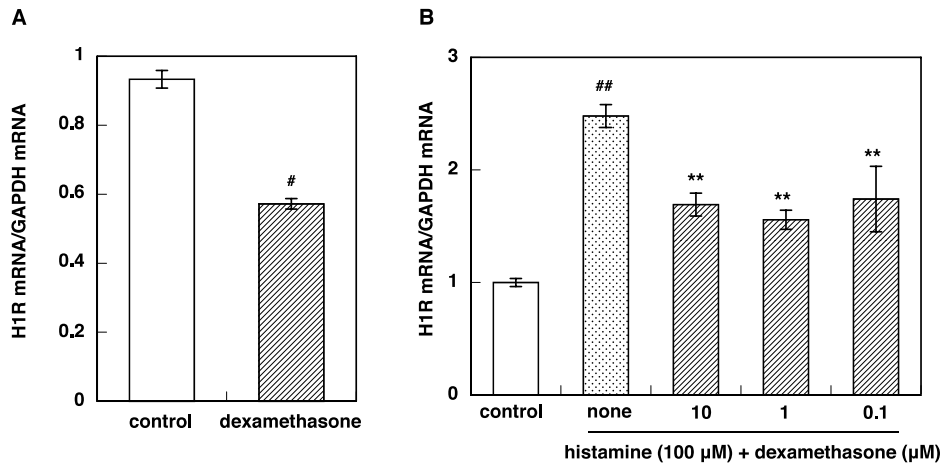 A
H1R mRNA/GAPDH mRNA
1
0.8
0.6
0.4
0.2
0
#
control dexamethasone
B
H1R mRNA/GAPDH mRNA
3
2
1
0
##
**
**
**
control none 10 1 0.1
histamine (100 µM) + dexamethasone (µM)